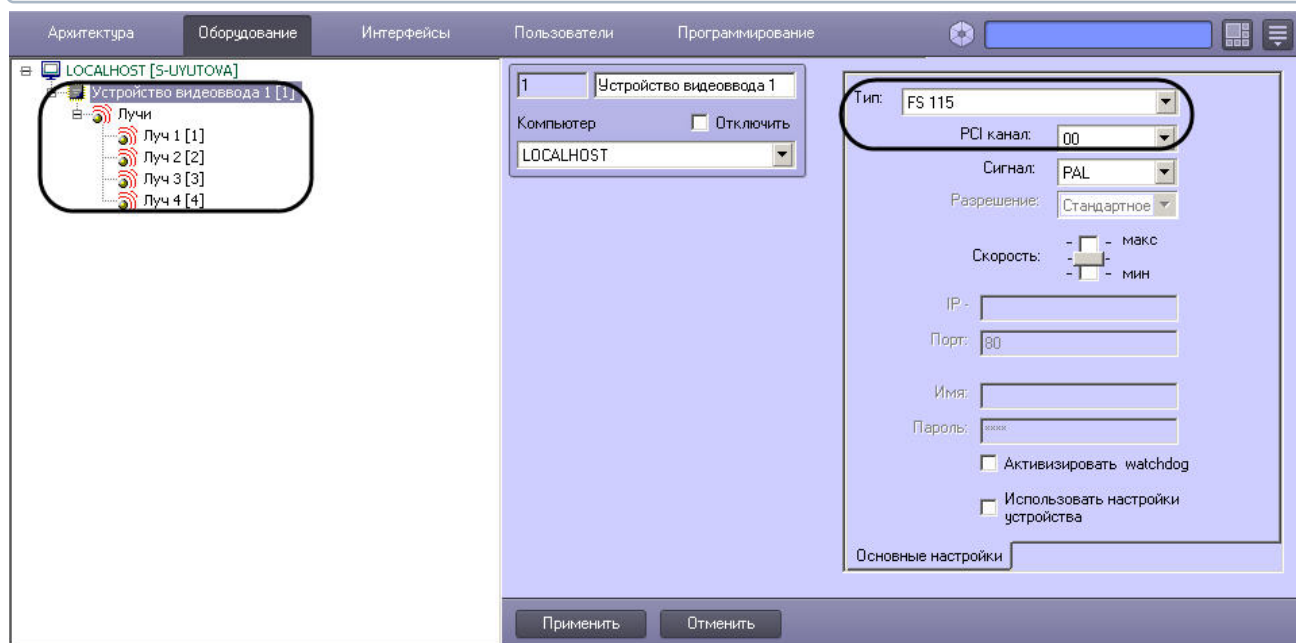 Архитектура Оборудование Интерфейсы Пользователи Программирование
LOCALHOST [S-UYUTOVA]
Устройство видеоввода 1 [1]
Лучи
Луч 1 [1]
Луч 2 [2]
Луч 3 [3]
Луч 4 [4]
1 Устройство видеоввода 1
Компьютер Отключить
LOCALHOST
Тип: FS 115
PCI канал: 00
Сигнал: PAL
Разрешение: Стандартное
Скорость: макс
мин
IP -
Порт: 80
Имя:
Пароль: ****
Активизировать watchdog
Использовать настройки
устройства
Основные настройки
Применить Отменить